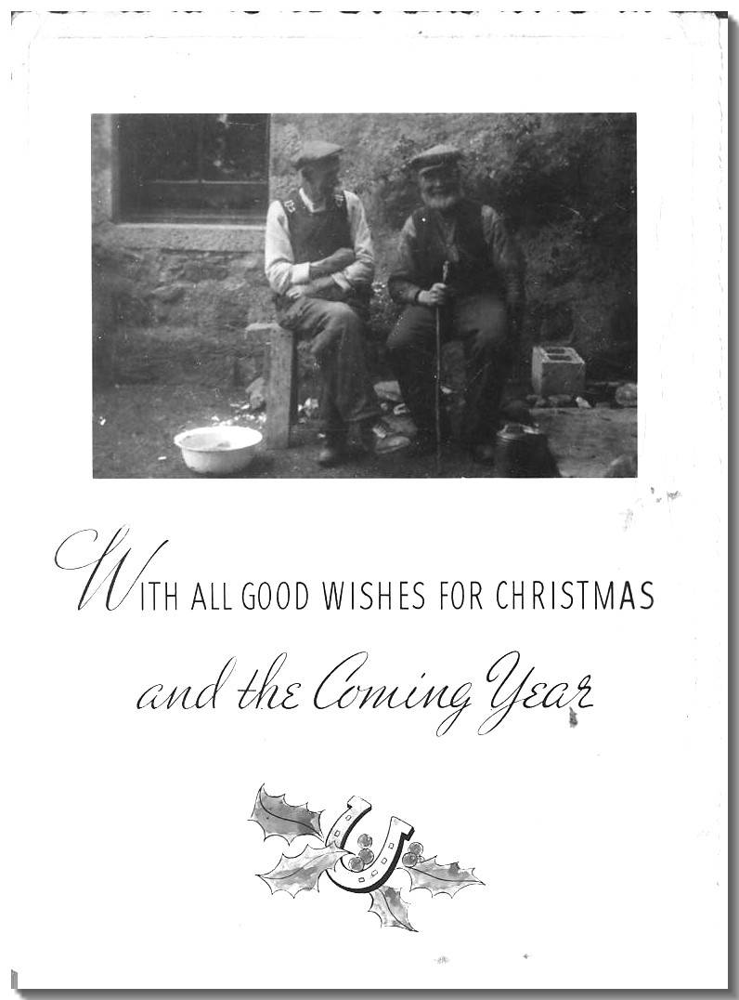 WITH ALL GOOD WISHES FOR CHRISTMAS
and the Coming Year